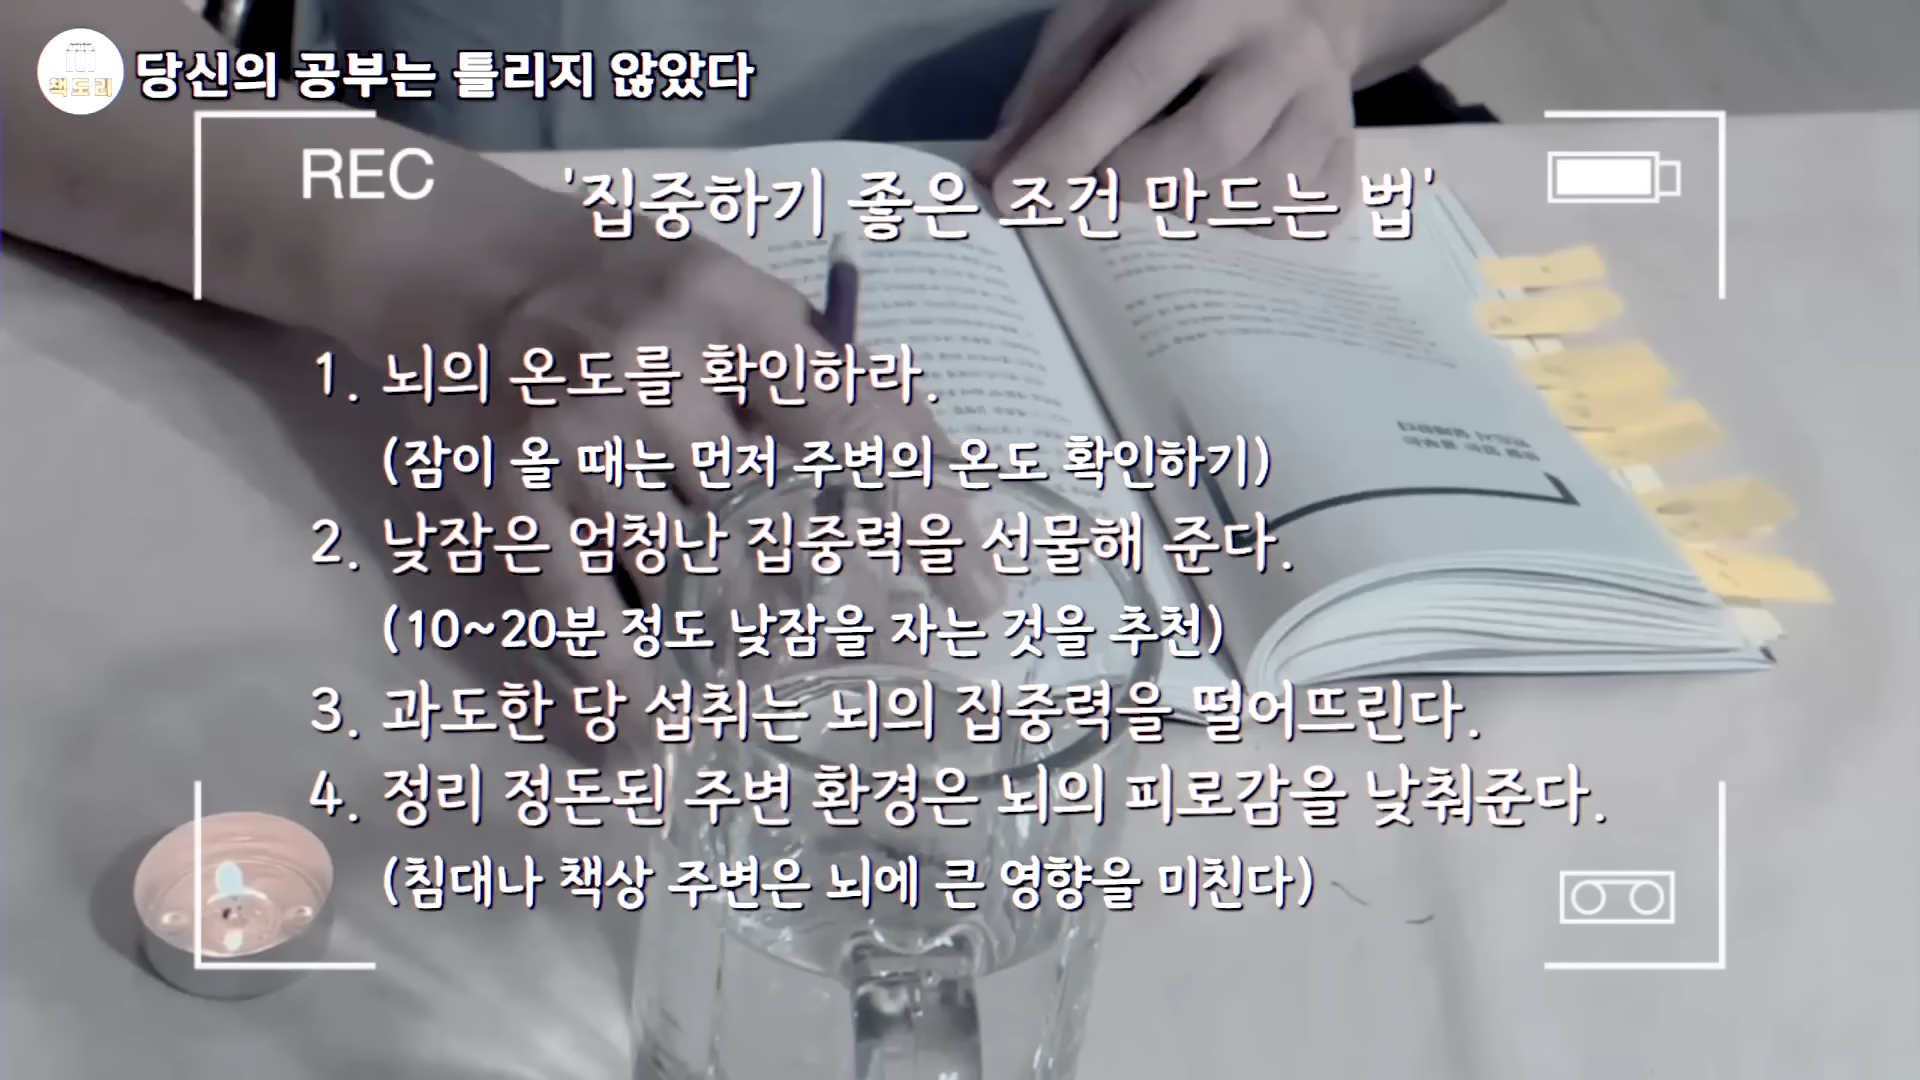 책도리
당신의 공부는 틀리지 않았다
REC
'집중하기 좋은 조건 만드는 법'
1. 뇌의 온도를 확인하라.
(잠이 올 때는 먼저 주변의 온도 확인하기)
2. 낮잠은 엄청난 집중력을 선물해 준다.
(10~20분 정도 낮잠을 자는 것을 추천)
3. 과도한 당 섭취는 뇌의 집중력을 떨어뜨린다.
4. 정리 정돈된 주변 환경은 뇌의 피로감을 낮춰준다.
(침대나 책상 주변은 뇌에 큰 영향을 미친다)